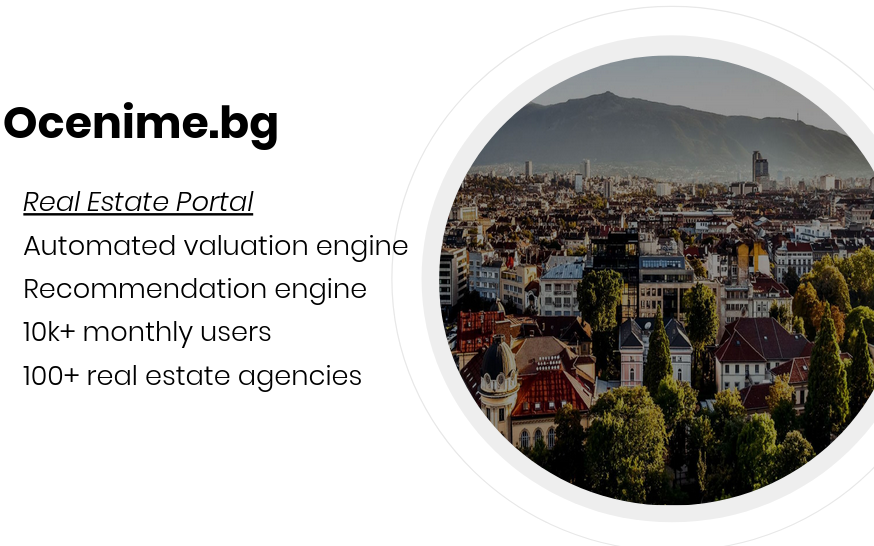 Ocenime.bg
Real Estate Portal
Automated valuation engine
Recommendation engine
10k+ monthly users
100+ real estate agencies